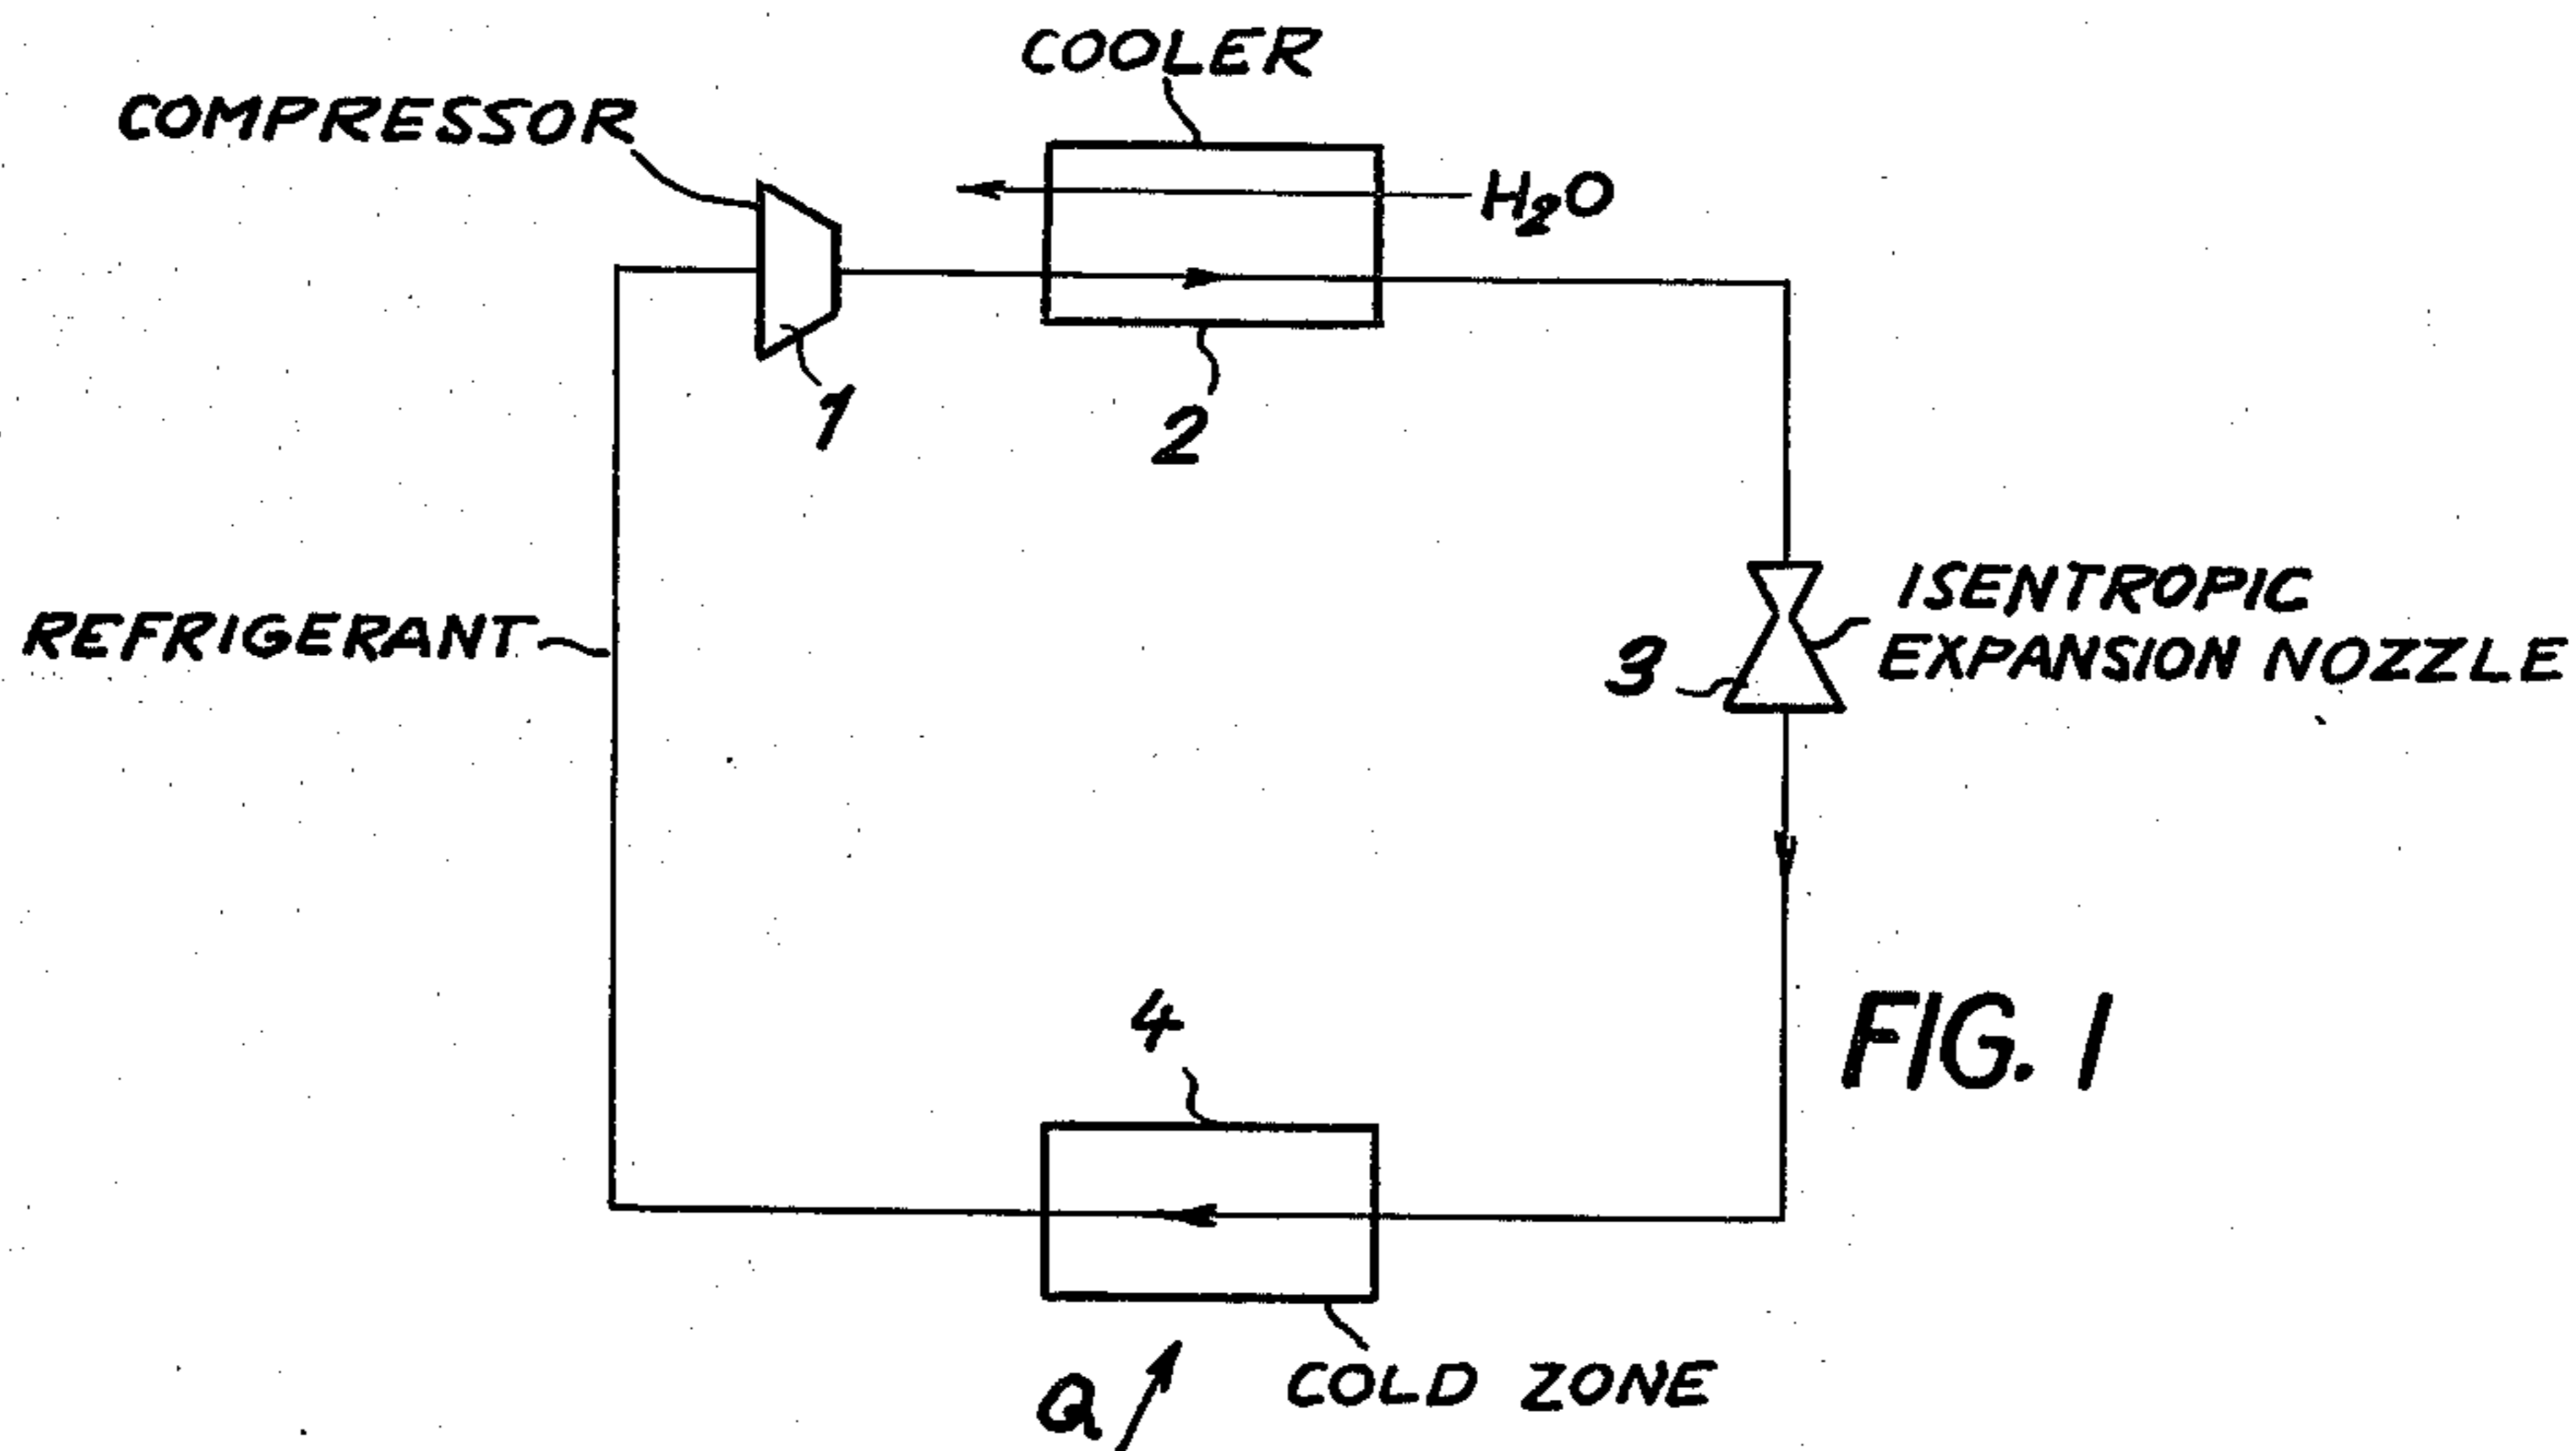 COOLER
COMPRESSOR
H₂O
1
2
REFRIGERANT
ISENTROPIC
EXPANSION NOZZLE
3
4
FIG. 1
COLD ZONE
Q